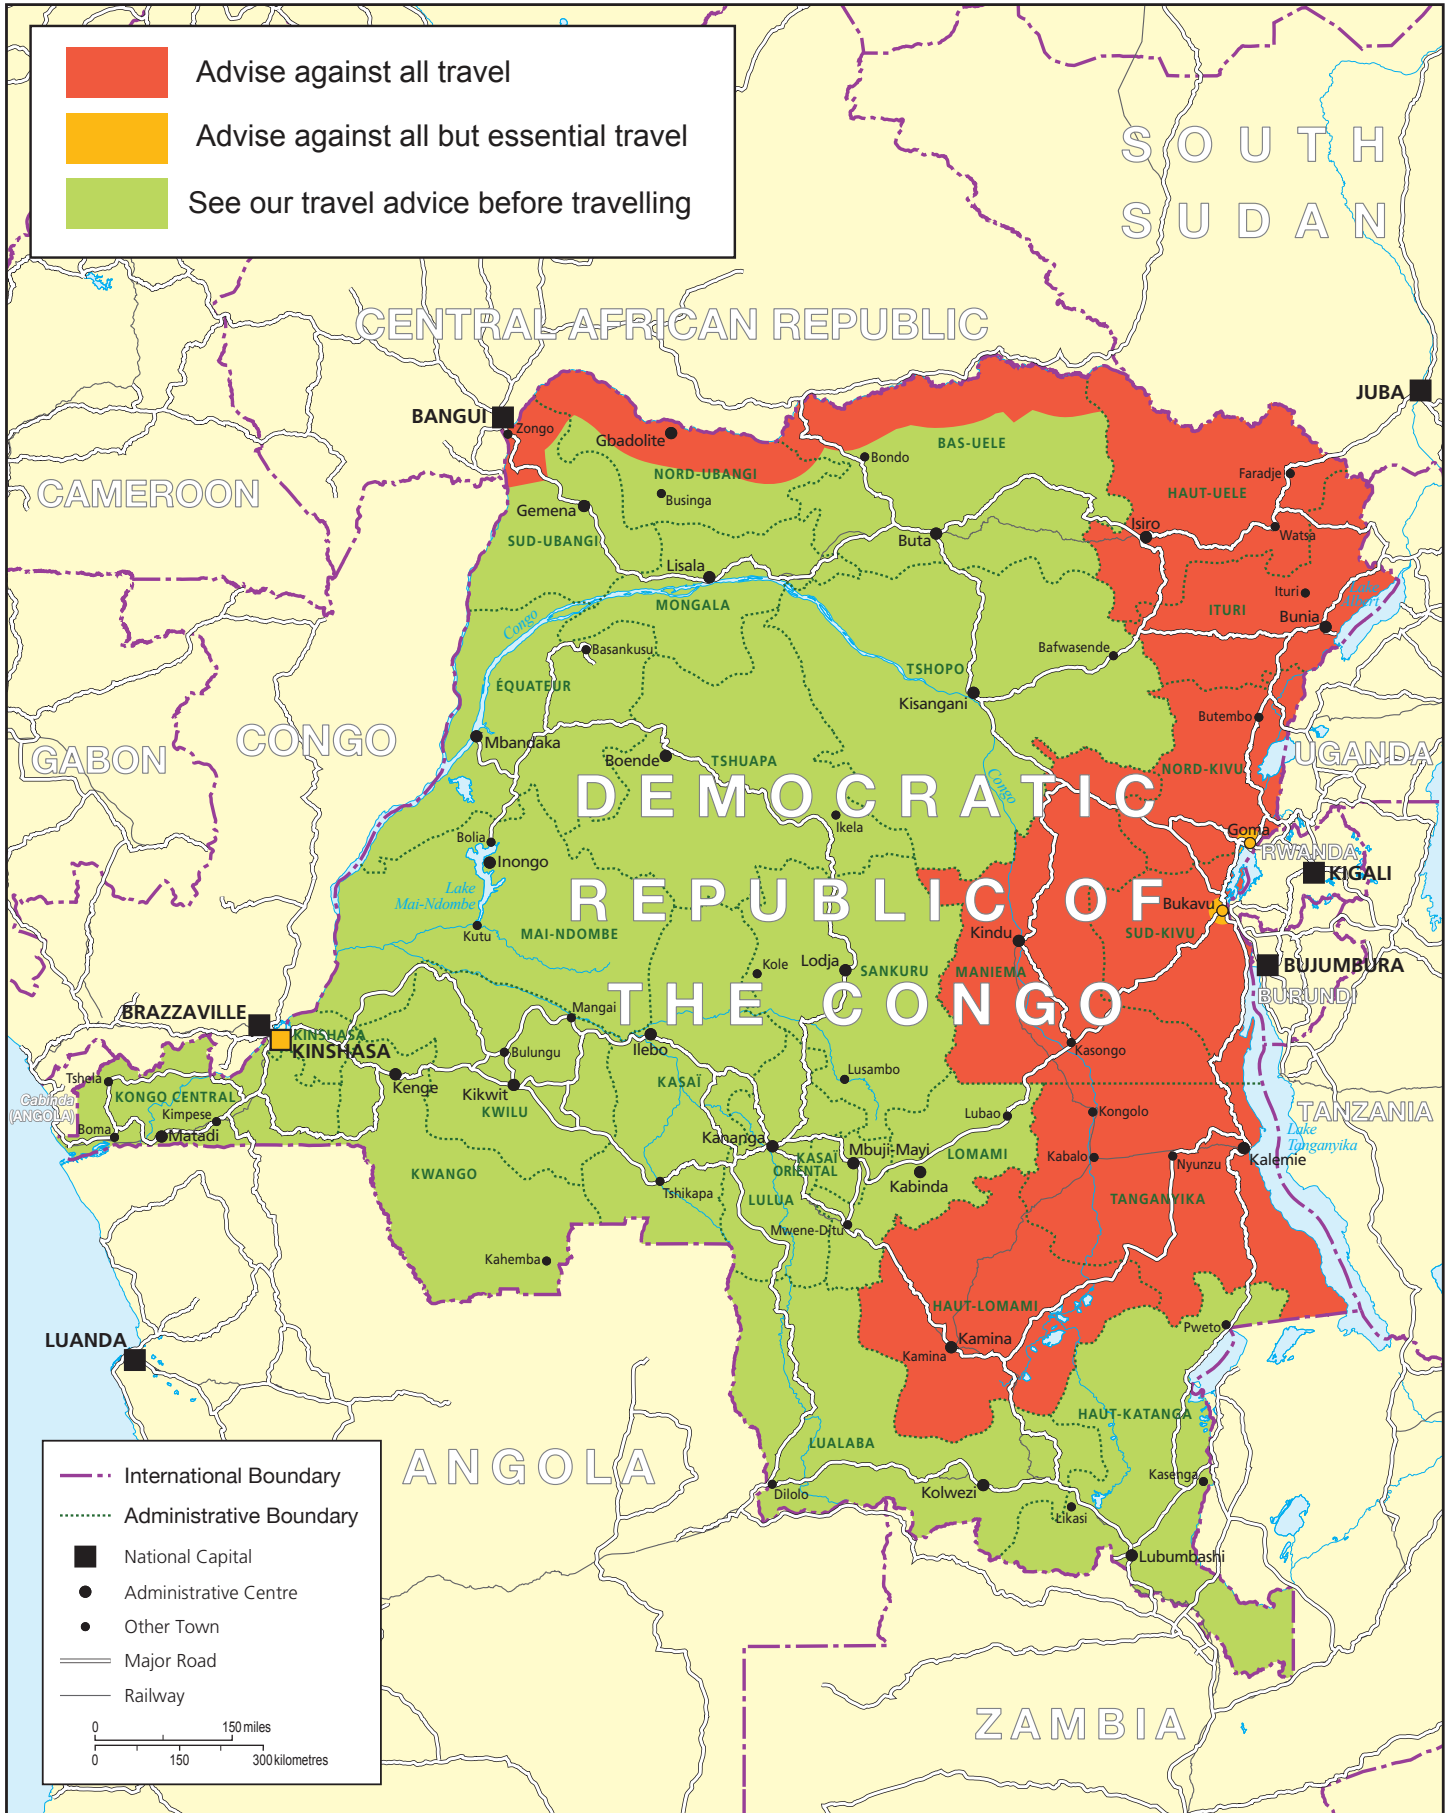 Advise against all travel
Advise against all but essential travel
See our travel advice before travelling
SOUTH
SUDAN
CENTRAL AFRICAN REPUBLIC
JUBA
BANGUI
Zongo
Gbadolite
BAS-UELE
Bondo
NORD-UBANGI
Faradje
CAMEROON
HAUT-UELE
Businga
Gemena
Isiro
Watsa
SUD-UBANGI
Buta
Lisala
Ituri
Lake
Albert
MONGALA
ITURI
Bunia
Congo
Basankusu
Bafwasende
TSHOPO
ÉQUATEUR
Kisangani
Butembo
CONGO
Mbandaka
GABON
UGANDA
Boende
TSHUAPA
NORD-KIVU
DEMOCRATIC
Congo
Ikela
Goma
Bolia
RWANDA
Inongo
KIGALI
Lake
Mai-Ndombe
REPUBLIC OF
Bukavu
Kutu
MAI-NDOMBE
Kindu
SUD-KIVU
Kole
Lodja
SANKURU
MANIEMA
BUJUMBURA
THE CONGO
BURUNDI
BRAZZAVILLE
Mangai
KINSHASA
KINSHASA
Ilebo
Bulungu
Kasongo
Tshela
Kenge
KASAÏ
Lusambo
Cabinda
(ANGOLA)
KONGO CENTRAL
Kikwit
KWILU
Kimpese
Lubao
Kongolo
TANZANIA
Boma
Matadi
Kananga
Lake
Tanganyika
Mbuji-Mayi
LOMAMI
KASAÏ
ORIENTAL
Kabalo
Nyunzu
Kalemie
KWANGO
Kabinda
Tshikapa
LULUA
TANGANYIKA
Mwene-Ditu
Kahemba
HAUT-LOMAMI
LUANDA
Kamina
Kamina
Pweto
HAUT-KATANGA
LUALABA
ANGOLA
Kasenga
Dilolo
Kolwezi
Likasi
Lubumbashi
International Boundary
Administrative Boundary
National Capital
Administrative Centre
Other Town
Major Road
Railway
0 150 miles
0 150 300 kilometres
ZAMBIA